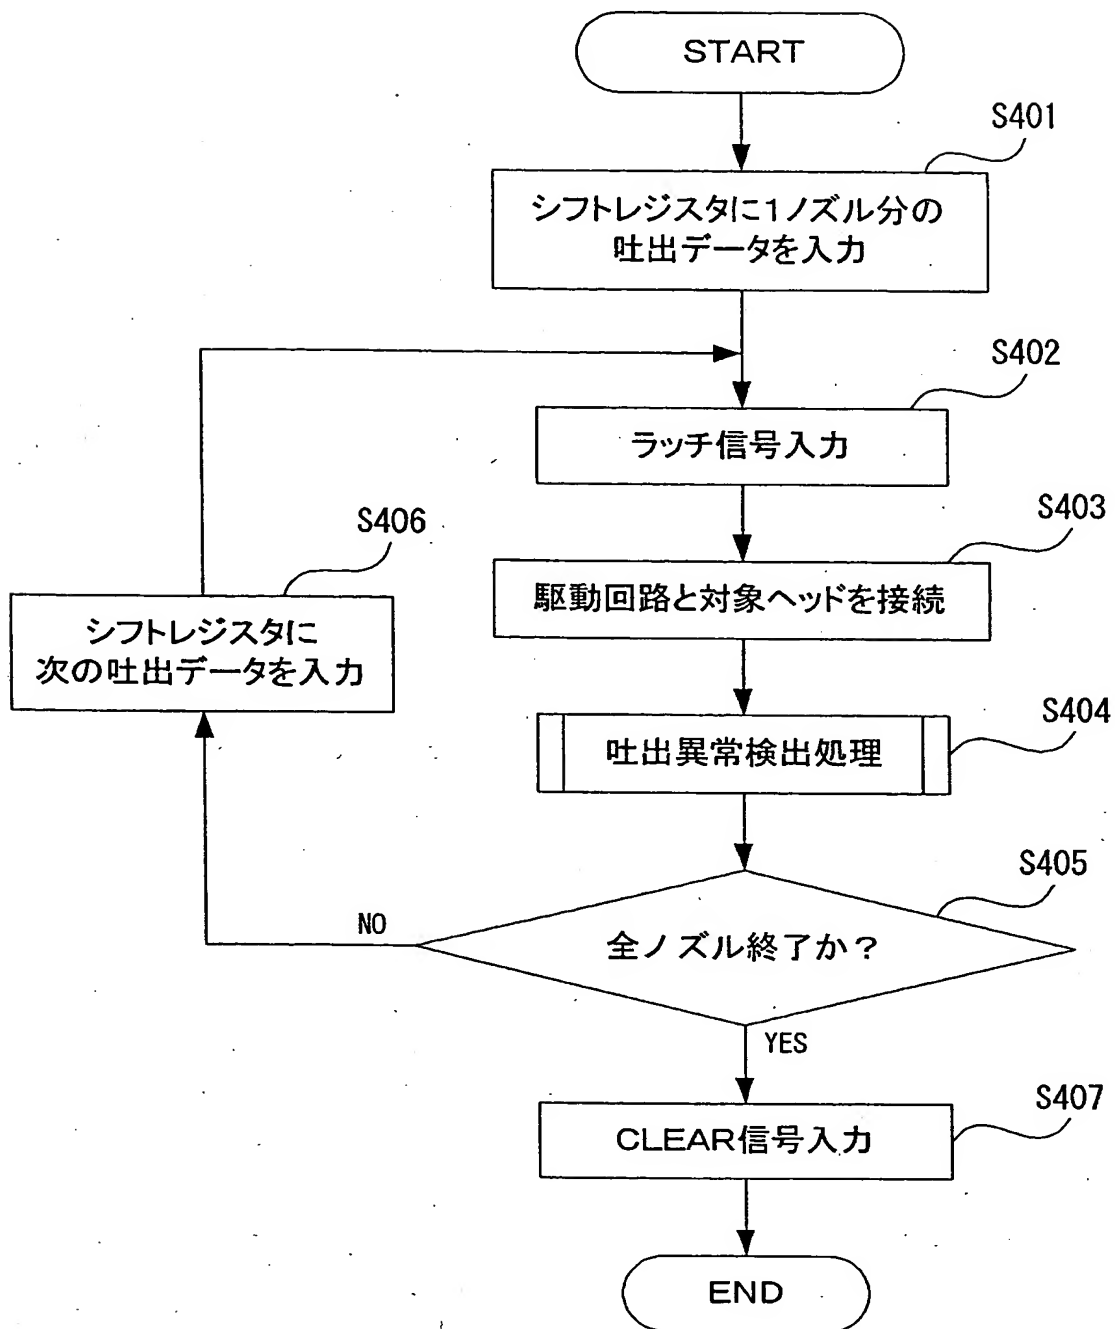 START
S401
シフトレジスタに1ノズル分の
吐出データを入力
S402
ラッチ信号入力
S403
駆動回路と対象ヘッドを接続
S406
シフトレジスタに
次の吐出データを入力
S404
吐出異常検出処理
S405
全ノズル終了か?
NO
YES
S407
CLEAR信号入力
END